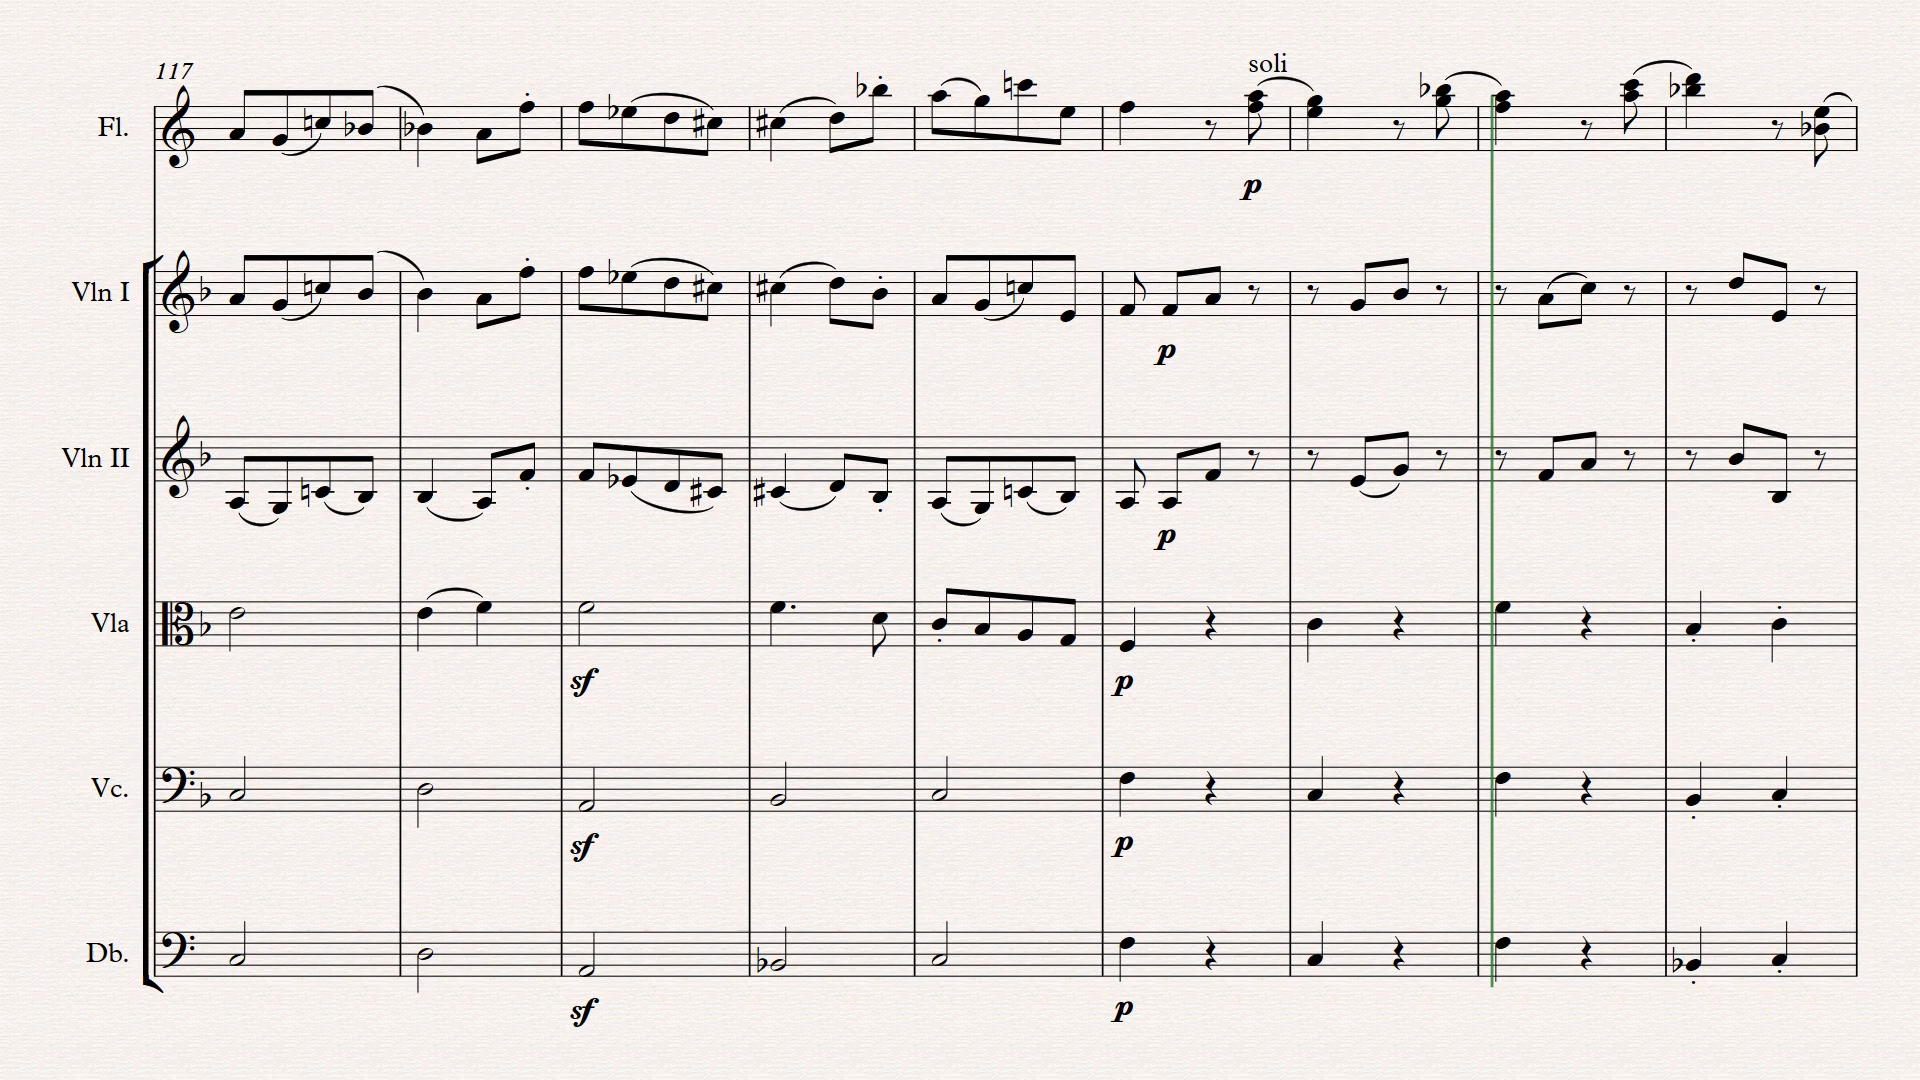 117
soli
Fl.
p
Vln I
p
Vln II
p
Vla
sf p
Vc.
sf p
Db.
sf p